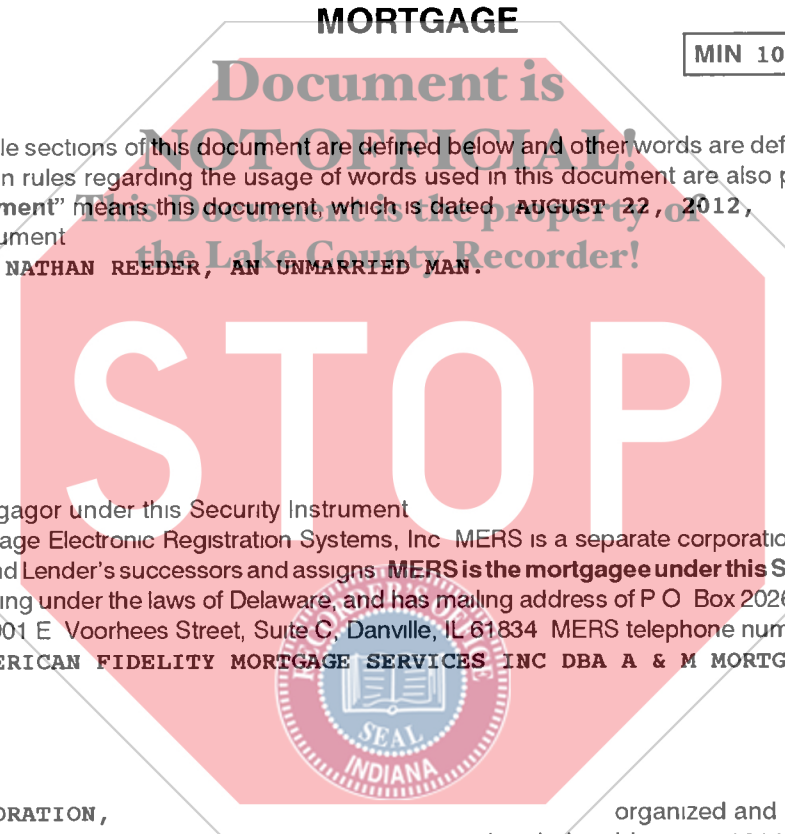 MORTGAGE
MIN 10
Document is
le sections of this document are defined below and other words are def
NOT OFFICIAL!
n rules regarding the usage of words used in this document are also p
ment" means this document, which is dated AUGUST 22, 2012,
This Document is the property of
ument
the Lake County Recorder!
NATHAN REEDER, AN UNMARRIED MAN.
STOP
gagor under this Security Instrument
age Electronic Registration Systems, Inc MERS is a separate corporatio
nd Lender's successors and assigns MERS is the mortgagee under this S
ing under the laws of Delaware, and has mailing address of P O Box 2026
01 E Voorhees Street, Suite C, Danville, IL 61834 MERS telephone num
ERICAN FIDELITY MORTGAGE SERVICES INC DBA A & M MORTG
RECORDER'S OFFICE
SEAL
INDIANA
ORATION,
organized and